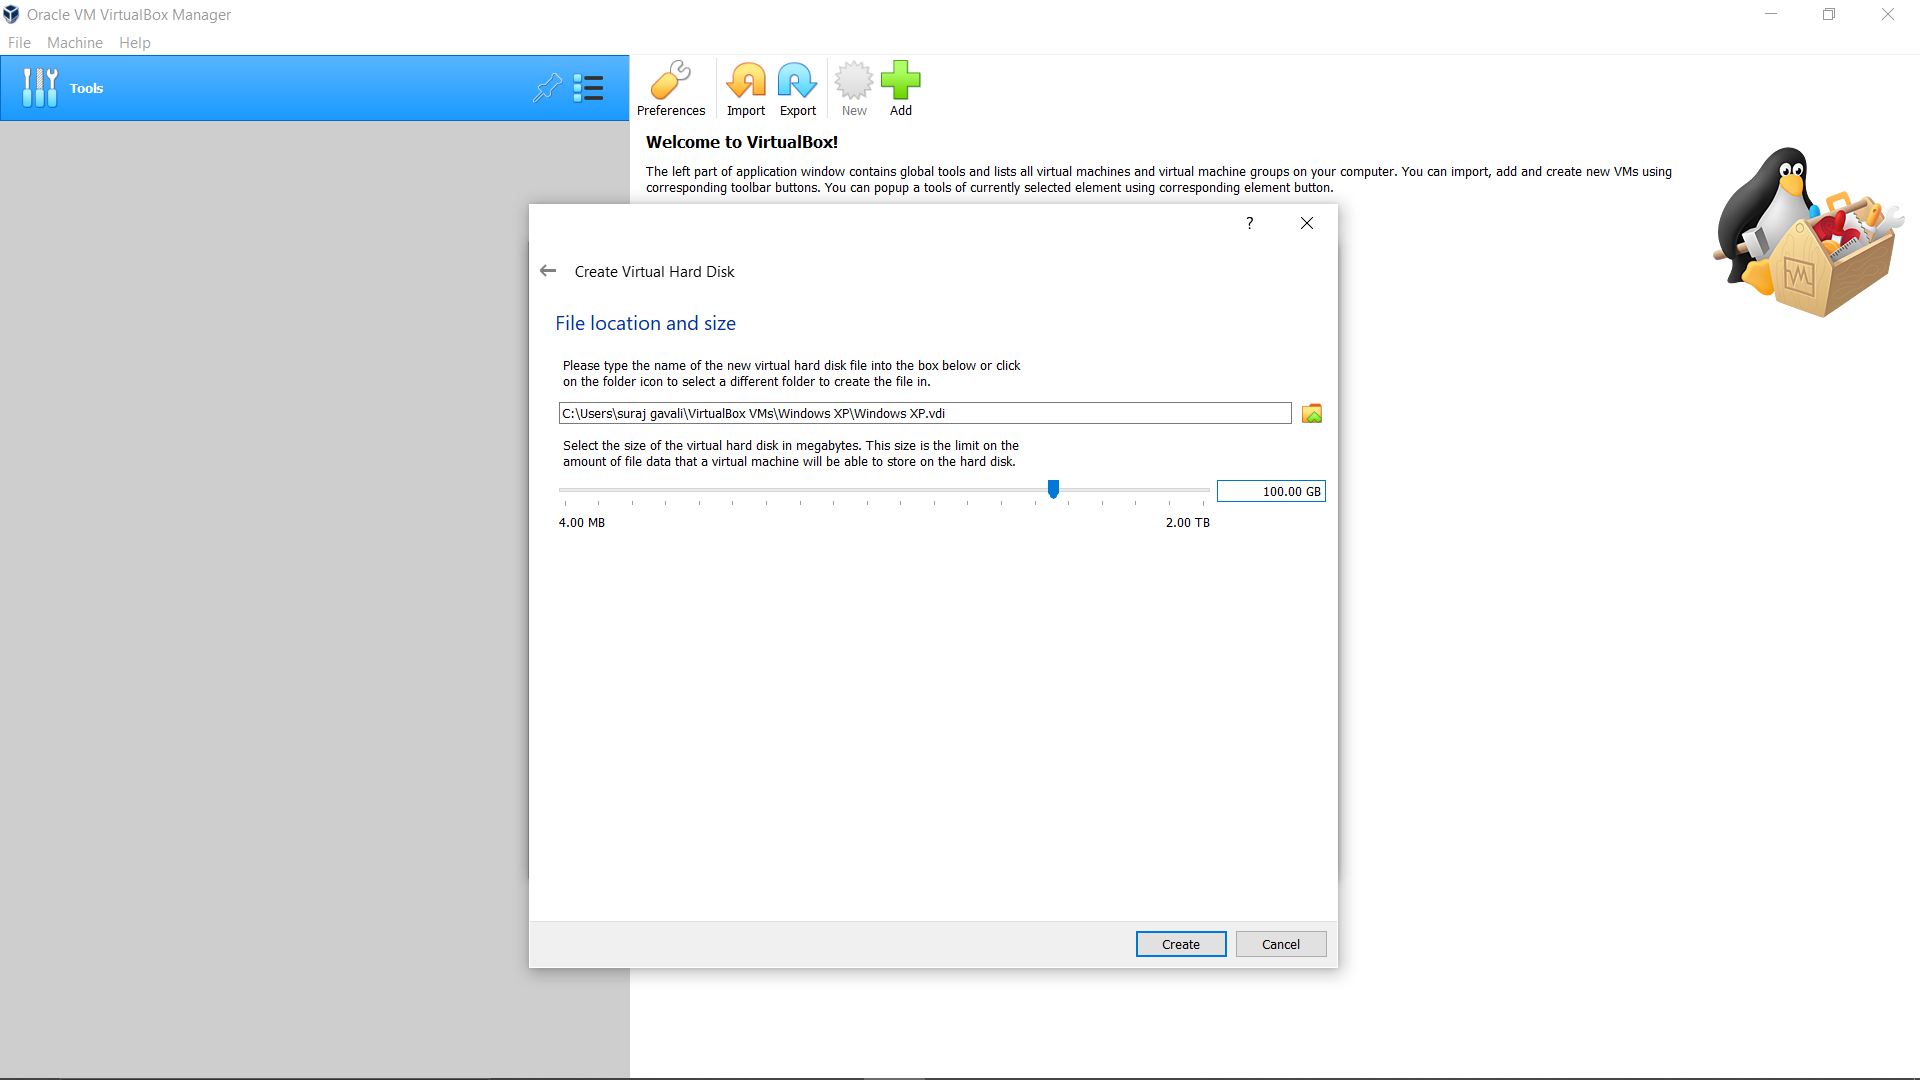 Oracle VM VirtualBox Manager
File Machine Help
Tools
Preferences Import Export New Add
Welcome to VirtualBox!
The left part of application window contains global tools and lists all virtual machines and virtual machine groups on your computer. You can import, add and create new VMs using
corresponding toolbar buttons. You can popup a tools of currently selected element using corresponding element button.
?
Create Virtual Hard Disk
File location and size
Please type the name of the new virtual hard disk file into the box below or click
on the folder icon to select a different folder to create the file in.
C:\Users\suraj gavali\VirtualBox VMs\Windows XP\Windows XP.vdi
Select the size of the virtual hard disk in megabytes. This size is the limit on the
amount of file data that a virtual machine will be able to store on the hard disk.
100.00 GB
4.00 MB 2.00 TB
Create Cancel